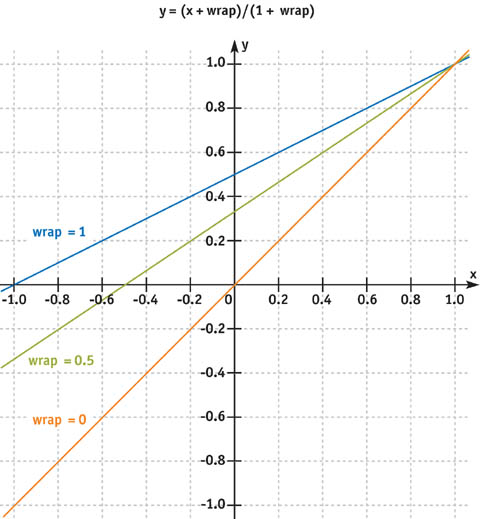 y = (x + wrap)/(1 + wrap)
y
1.0
0.8
0.6
0.4
wrap = 1
0.2
x
-1.0 -0.8 -0.6 -0.4 -0.2 0 0.2 0.4 0.6 0.8 1.0
-0.2
wrap = 0.5
-0.4
wrap = 0
-0.6
-0.8
-1.0